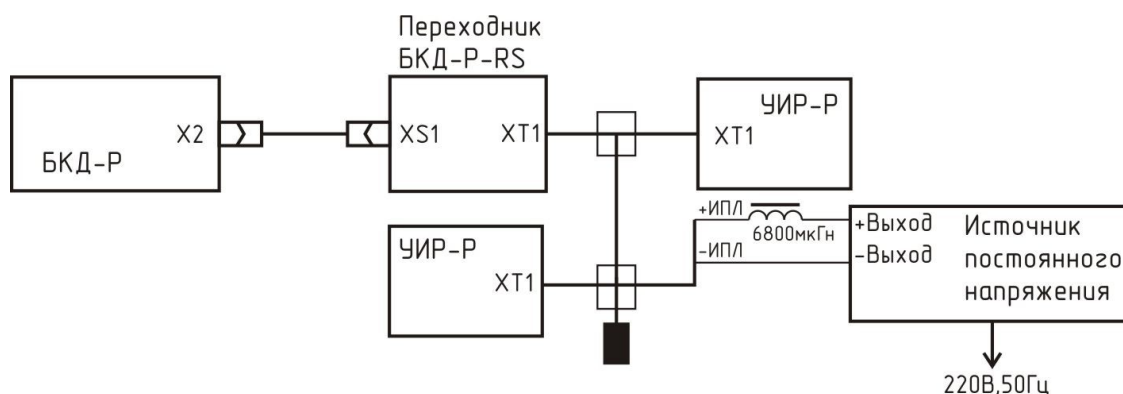 Переходник
БКД-Р-RS
БКД-Р
X2
XS1
XT1
УИР-Р
XT1
УИР-Р
XT1
+ИПЛ
6800мкГн
-ИПЛ
+Выход
-Выход
Источник
постоянного
напряжения
220В,50Гц